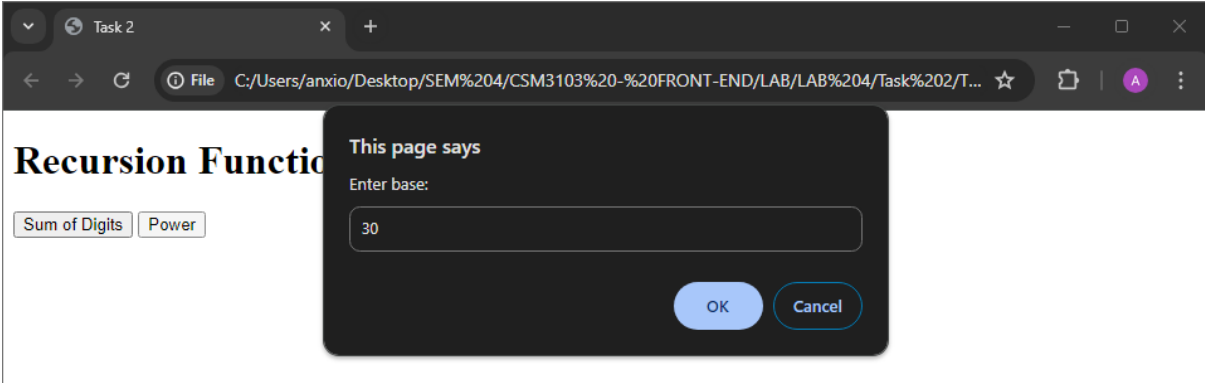 Task 2
File C:/Users/anxio/Desktop/SEM%204/CSM3103%20-%20FRONT-END/LAB/LAB%204/Task%202/T...
A
Recursion Functio
Sum of Digits Power
This page says
Enter base:
30
OK Cancel